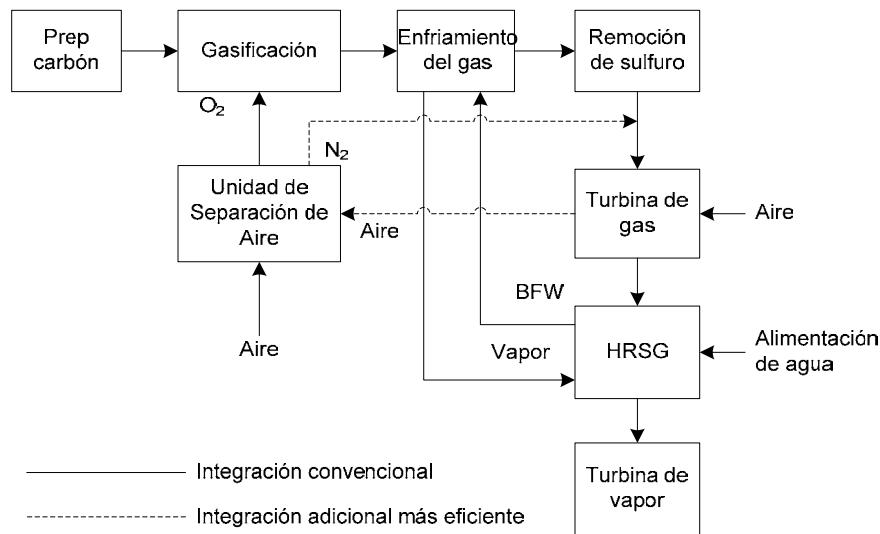 Prep
carbón
Gasificación
Enfriamiento
del gas
Remoción
de sulfuro
O₂
N₂
Unidad de
Separación de
Aire
Aire
Turbina de
gas
Aire
Aire
BFW
Vapor
HRSG
Alimentación
de agua
Turbina de
vapor
Integración convencional
Integración adicional más eficiente